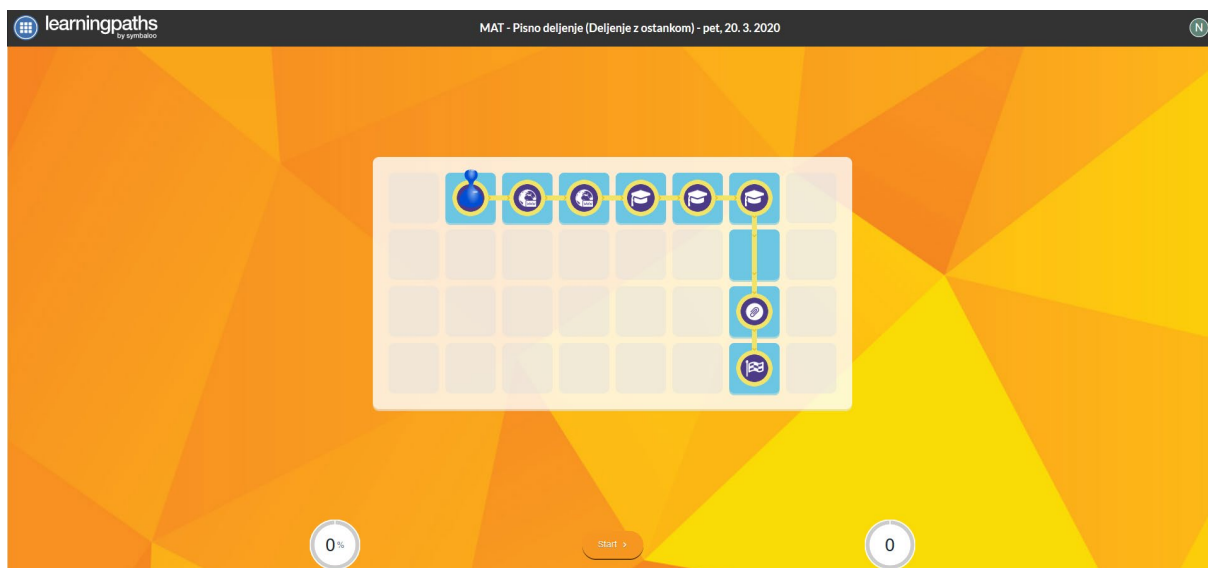 learningpaths
by symbaloo
MAT - Pisno deljenje (Deljenje z ostankom) - pet, 20. 3. 2020
N
0%
Start >
0